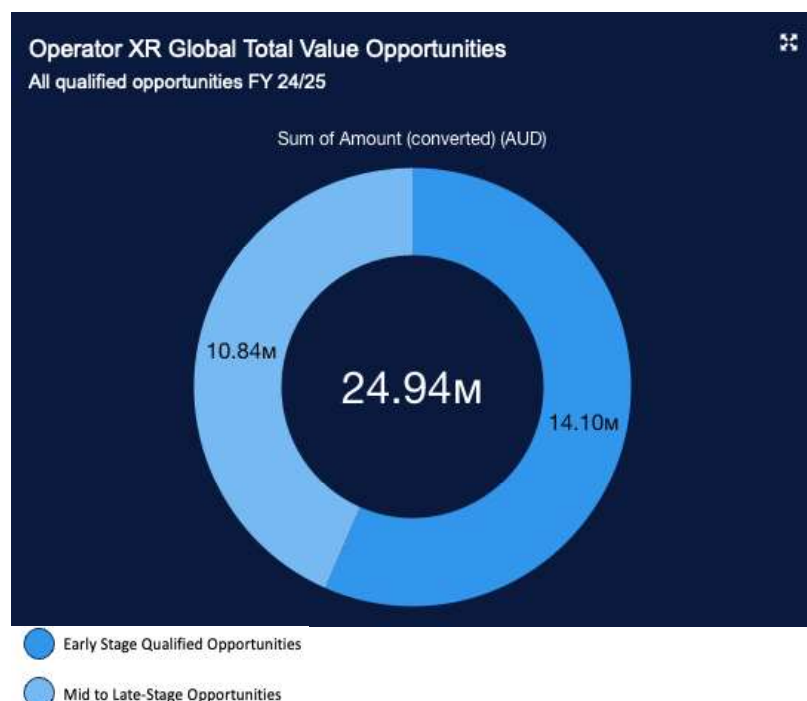 Operator XR Global Total Value Opportunities
All qualified opportunities FY 24/25
Sum of Amount (converted) (AUD)
10.84M
24.94M
14.10M
Early Stage Qualified Opportunities
Mid to Late-Stage Opportunities